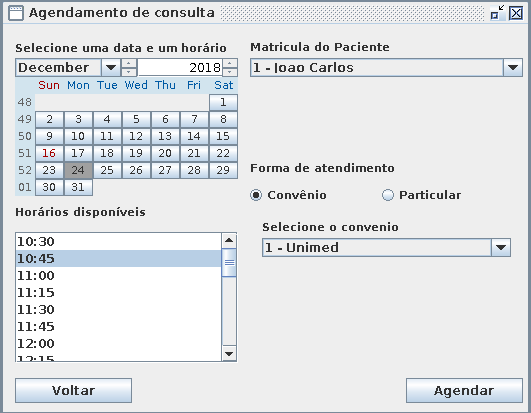 Agendamento de consulta
Selecione uma data e um horário
December 2018
Sun Mon Tue Wed Thu Fri Sat
48 1
49 2 3 4 5 6 7 8
50 9 10 11 12 13 14 15
51 16 17 18 19 20 21 22
52 23 24 25 26 27 28 29
01 30 31
Horários disponíveis
10:30
10:45
11:00
11:15
11:30
11:45
12:00
12:15
Matricula do Paciente
1 - Joao Carlos
Forma de atendimento
Convênio Particular
Selecione o convenio
1 - Unimed
Voltar Agendar